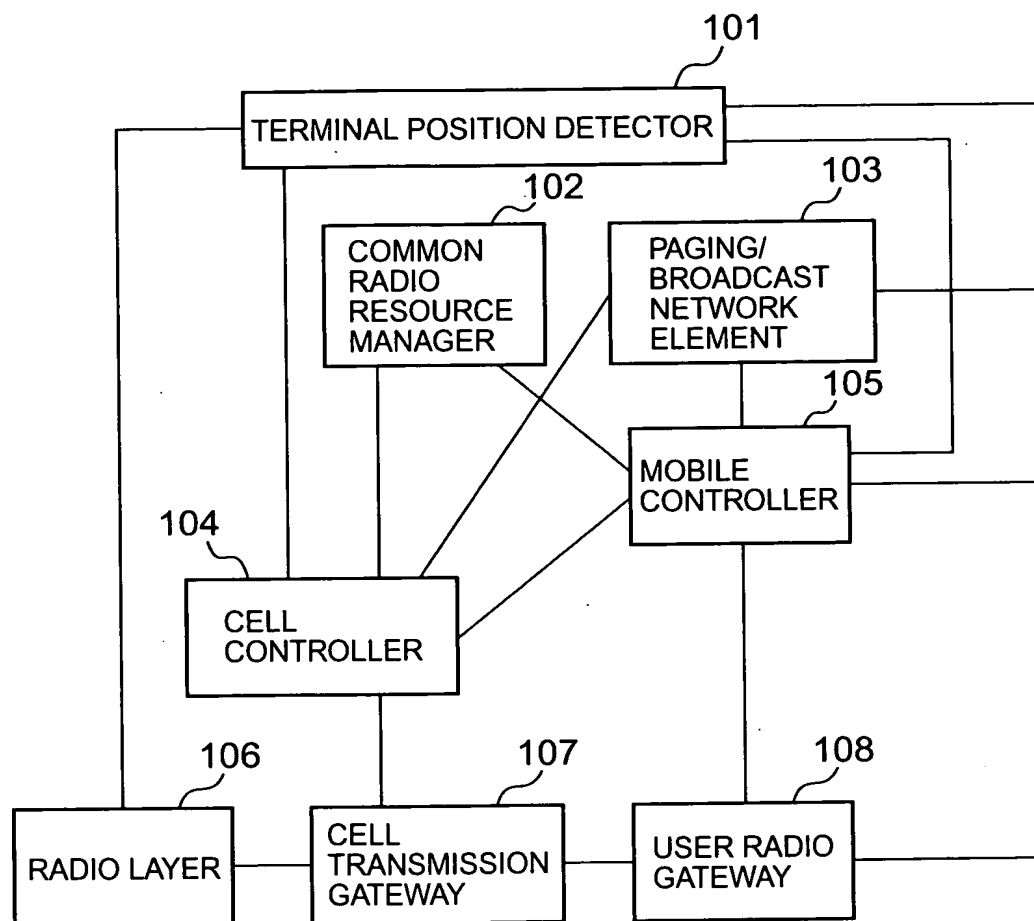 101
TERMINAL POSITION DETECTOR
102
103
COMMON
RADIO
RESOURCE
MANAGER
PAGING/
BROADCAST
NETWORK
ELEMENT
105
MOBILE
CONTROLLER
104
CELL
CONTROLLER
106
107
108
RADIO LAYER
CELL
TRANSMISSION
GATEWAY
USER RADIO
GATEWAY